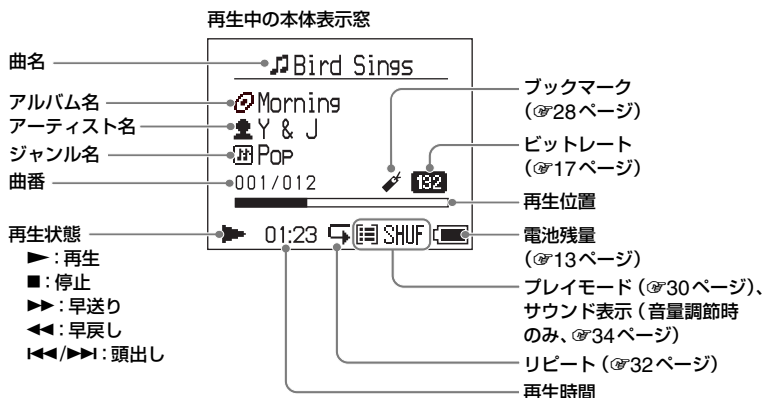 再生中の本体表示窓
曲名
Bird Sings
アルバム名
Morning
アーティスト名
Y & J
ジャンル名
Pop
曲番
001/012
132
再生状態
01:23
SHUF
►：再生
■：停止
►►：早送り
◄◄：早戻し
I◄◄/►►I：頭出し
ブックマーク
（☞28ページ）
ビットレート
（☞17ページ）
再生位置
電池残量
（☞13ページ）
プレイモード（☞30ページ）、
サウンド表示（音量調節時
のみ、☞34ページ）
リピート（☞32ページ）
再生時間